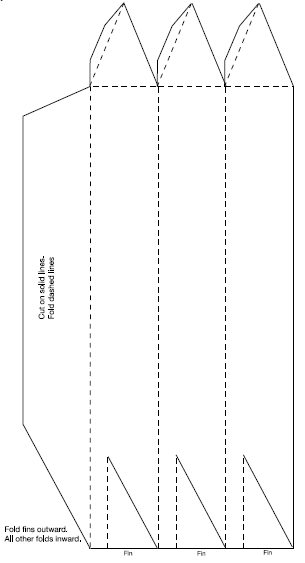 Cut on solid lines.
Fold dashed lines
Fold fins outward.
All other folds inward.
Fin
Fin
Fin